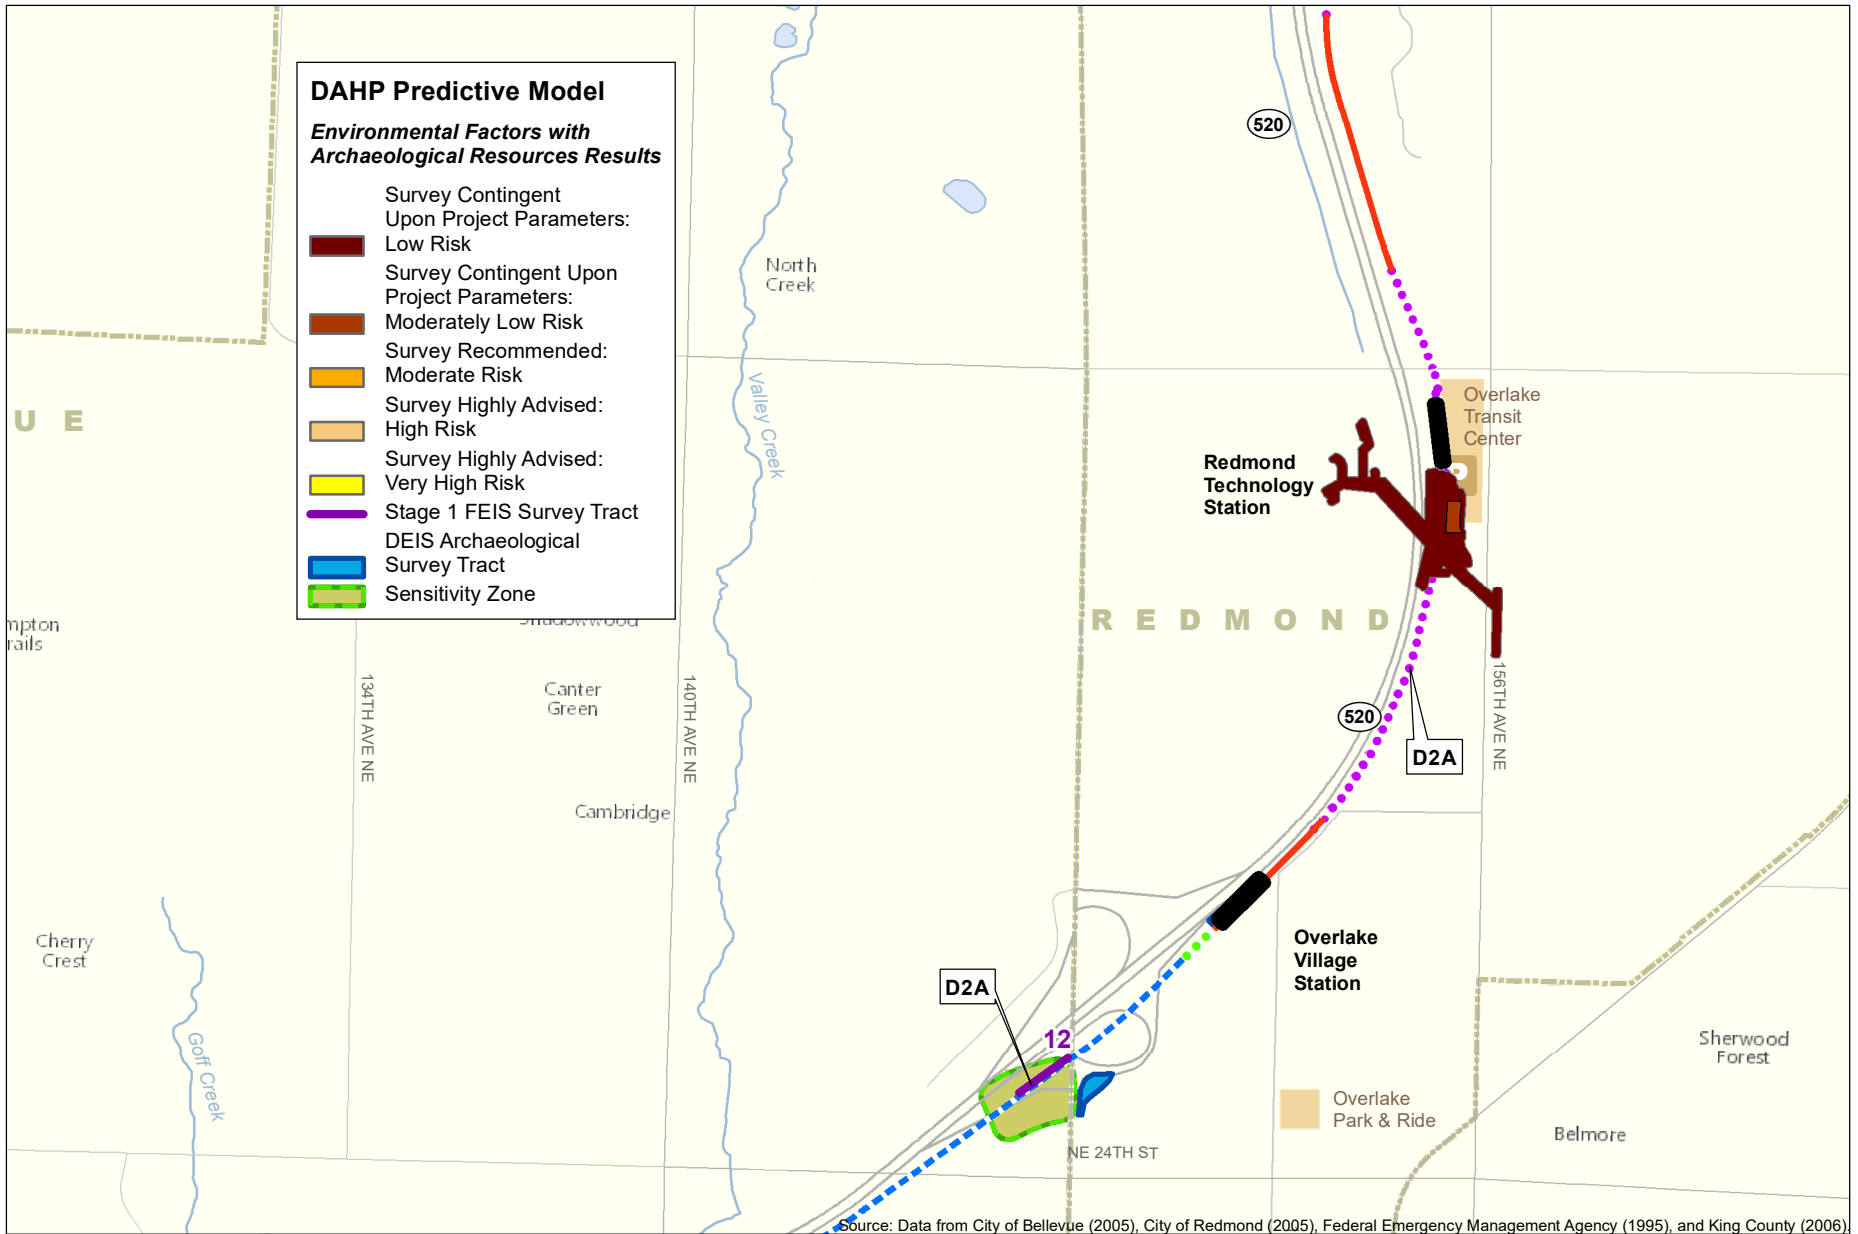 DAHP Predictive Model
Environmental Factors with
Archaeological Resources Results
Survey Contingent
Upon Project Parameters:
Low Risk
Survey Contingent Upon
Project Parameters:
Moderately Low Risk
Survey Recommended:
Moderate Risk
Survey Highly Advised:
High Risk
Survey Highly Advised:
Very High Risk
Stage 1 FEIS Survey Tract
DEIS Archaeological
Survey Tract
Sensitivity Zone
520
North
Creek
Valley Creek
U E
Overlake
Transit
Center
P
Redmond
Technology
Station
REDMOND
mpton
rails
Canter
Green
134TH AVE NE
140TH AVE NE
156TH AVE NE
520
D2A
Cambridge
Cherry
Crest
Overlake
Village
Station
D2A
12
Goff Creek
Sherwood
Forest
Overlake
Park & Ride
Belmore
NE 24TH ST
Source: Data from City of Bellevue (2005), City of Redmond (2005), Federal Emergency Management Agency (1995), and King County (2006).